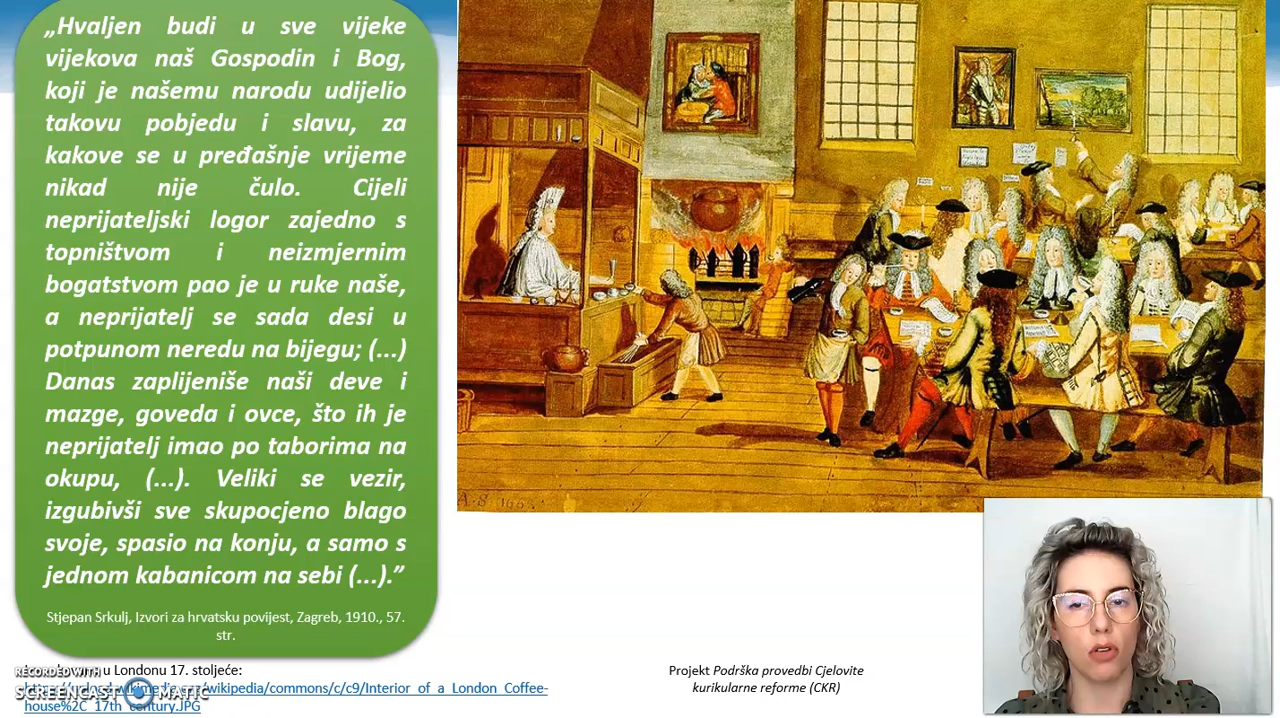 „Hvaljen budi u sve vijeke
vijekova naš Gospodin i Bog,
koji je našemu narodu udijelio
takovu pobjedu i slavu, za
kakove se u pređašnje vrijeme
nikad nije čulo. Cijeli
neprijateljski logor zajedno s
topništvom i neizmjernim
bogatstvom pao je u ruke naše,
a neprijatelj se sada desi u
potpunom neredu na bijegu; (...)
Danas zaplijeniše naši deve i
mazge, goveda i ovce, što ih je
neprijatelj imao po taborima na
okupu, (...). Veliki se vezir,
izgubivši sve skupocjeno blago
svoje, spasio na konju, a samo s
jednom kabanicom na sebi (...).”
Stjepan Srkulj, Izvori za hrvatsku povijest, Zagreb, 1910., 57.
str.
u Londonu 17. stoljeće:
wikipedia/commons/c/c9/Interior_of_a_London_Coffee-
house%2C_17th_century.JPG
RECORDED WITH
SCREENCAST MATIC
Projekt Podrška provedbi Cjelovite
kurikularne reforme (CKR)